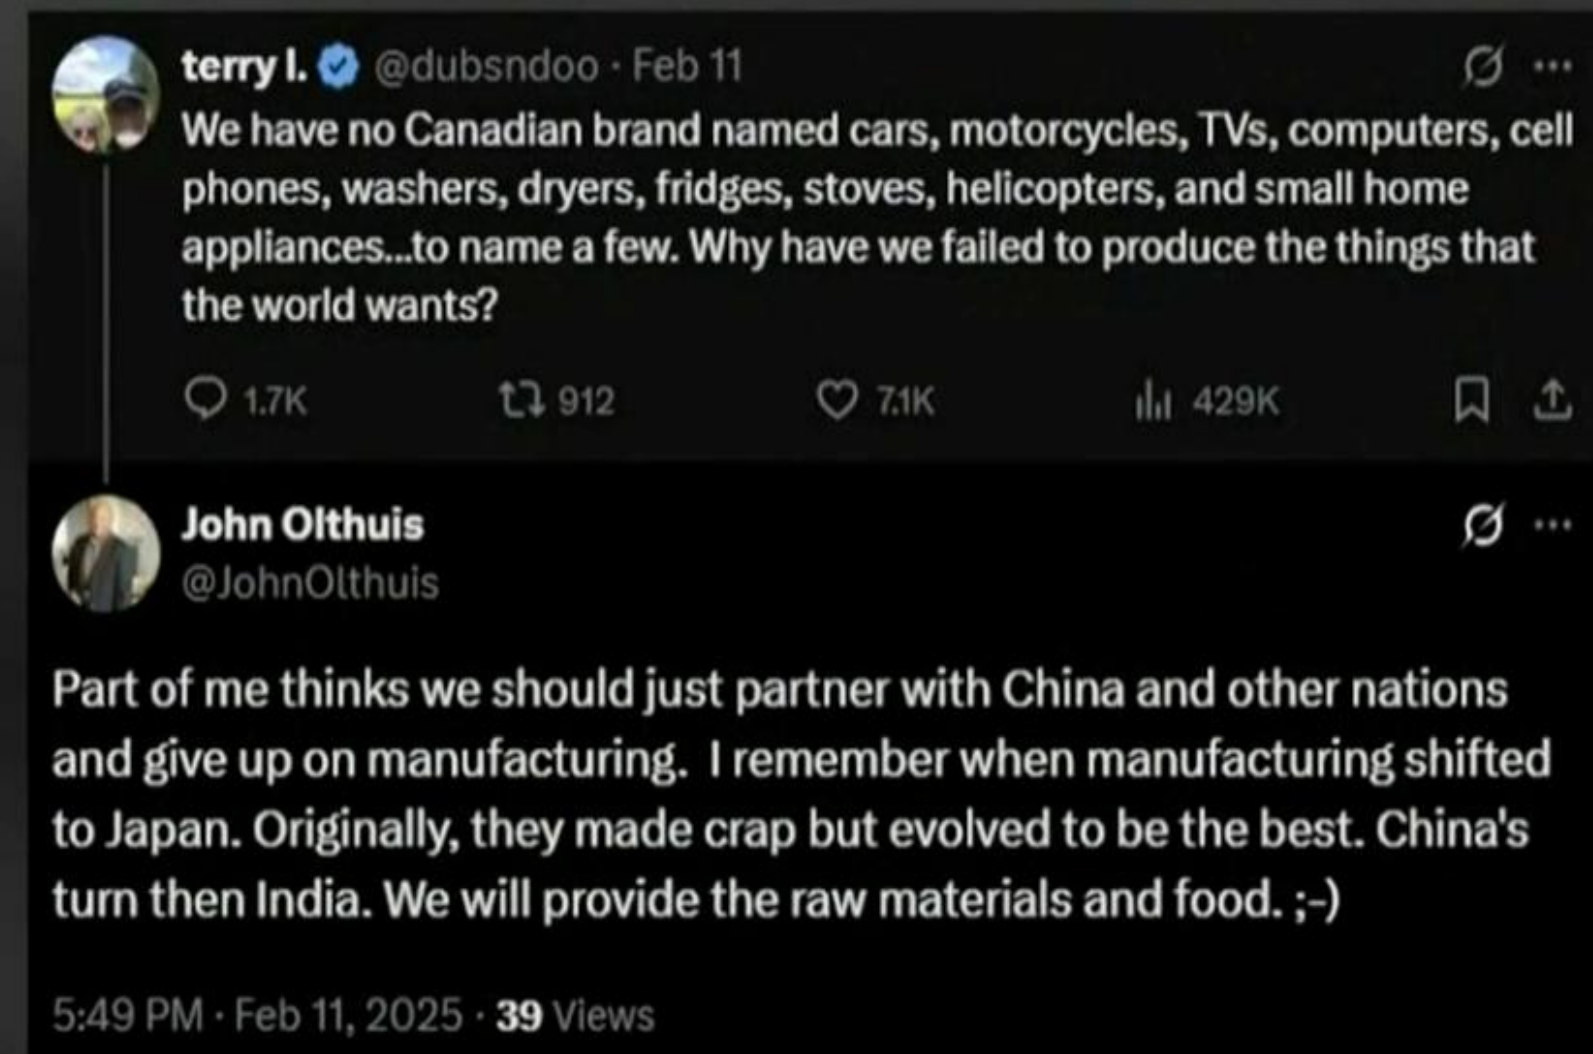 terry l. @dubsndoo · Feb 11
We have no Canadian brand named cars, motorcycles, TVs, computers, cell
phones, washers, dryers, fridges, stoves, helicopters, and small home
appliances...to name a few. Why have we failed to produce the things that
the world wants?
1.7K 912 7.1K 429K
John Olthuis
@JohnOlthuis
Part of me thinks we should just partner with China and other nations
and give up on manufacturing.  I remember when manufacturing shifted
to Japan. Originally, they made crap but evolved to be the best. China's
turn then India. We will provide the raw materials and food. ;-)
5:49 PM · Feb 11, 2025 · 39 Views